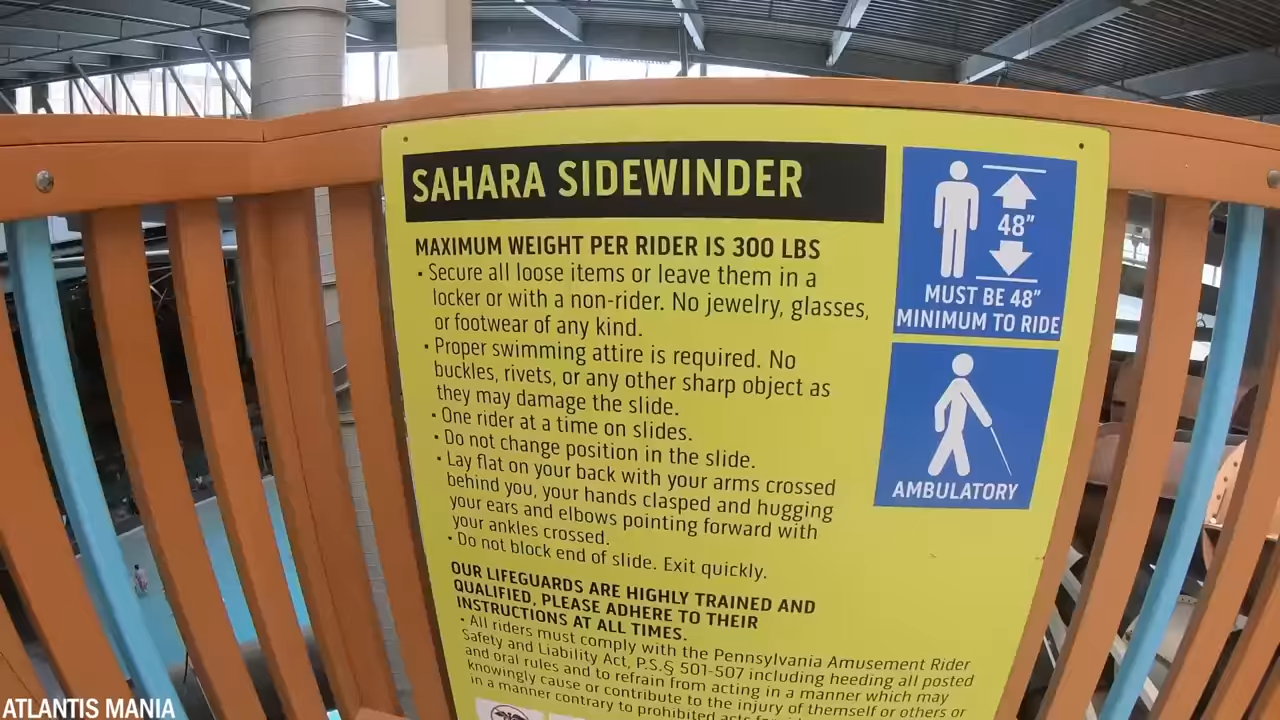 SAHARA SIDEWINDER
MAXIMUM WEIGHT PER RIDER IS 300 LBS
• Secure all loose items or leave them in a
locker or with a non-rider. No jewelry, glasses,
or footwear of any kind.
• Proper swimming attire is required. No
buckles, rivets, or any other sharp object as
they may damage the slide.
• One rider at a time on slides.
• Do not change position in the slide.
• Lay flat on your back with your arms crossed
behind you, your hands clasped and hugging
your ears and elbows pointing forward with
your ankles crossed.
• Do not block end of slide. Exit quickly.
OUR LIFEGUARDS ARE HIGHLY TRAINED AND
QUALIFIED, PLEASE ADHERE TO THEIR
INSTRUCTIONS AT ALL TIMES.
• All riders must comply with the Pennsylvania Amusement Rider
Safety and Liability Act, P.S.§ 501-507 including heeding all posted
and oral rules and to refrain from acting in a manner which may
knowingly cause or contribute to the injury of themself or others or
in a manner contrary to prohibited acts
48"
MUST BE 48"
MINIMUM TO RIDE
AMBULATORY
ATLANTIS MANIA